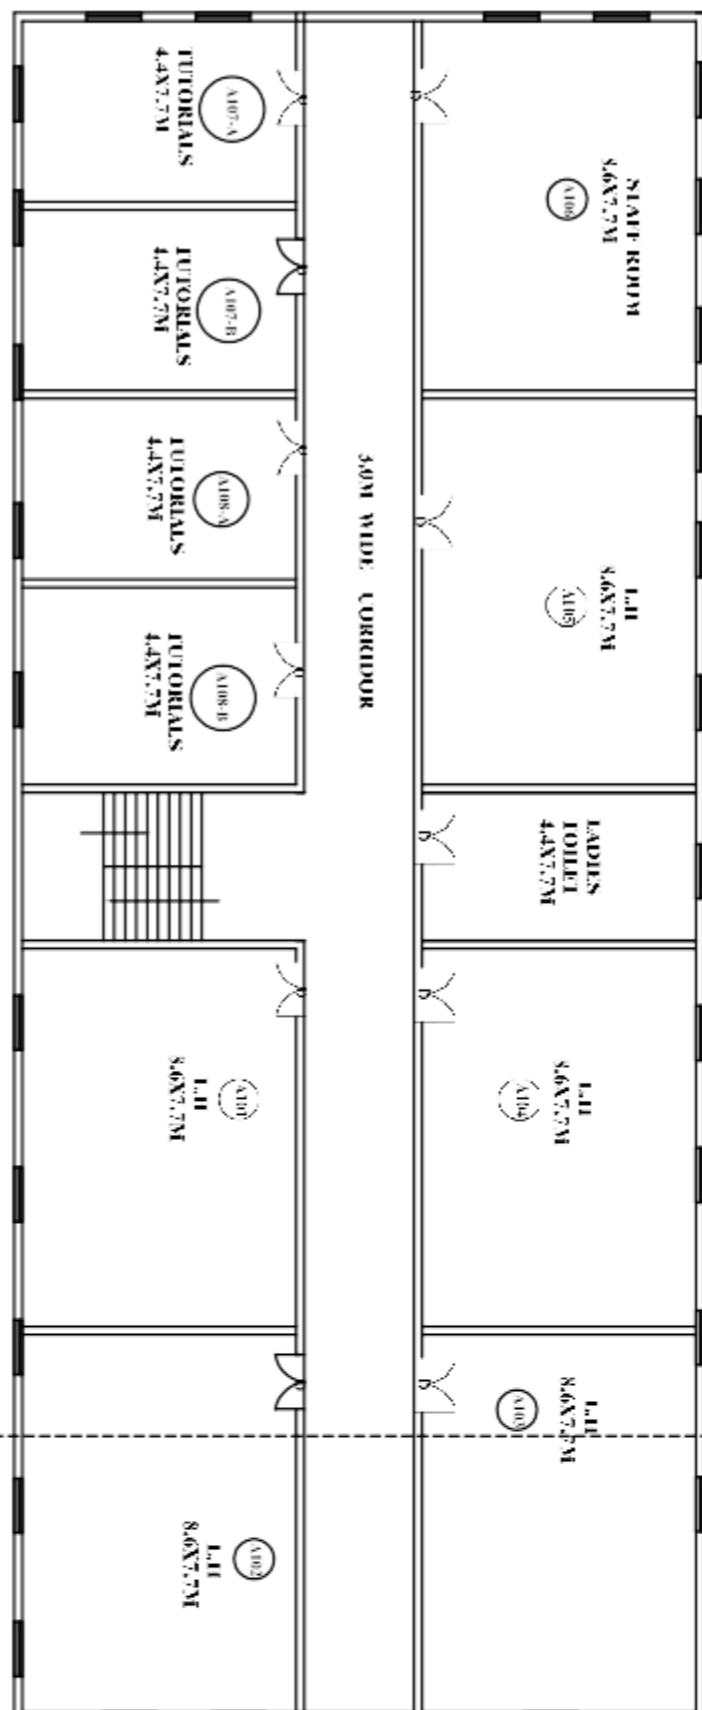 A107-A
TUTORIALS
4.4X7.7M
A107-B
TUTORIALS
4.4X7.7M
A108-A
TUTORIALS
4.4X7.7M
A108-B
TUTORIALS
4.4X7.7M
STAFF ROOM
8.6X7.7M
A106
3.0M WIDE CORRIDOR
L.H
8.6X7.7M
A105
LADIES
TOILET
4.4X7.7M
A101
L.H
8.6X7.7M
L.H
8.6X7.7M
A104
L.H
8.6X7.7M
A103
A102
L.H
8.6X7.7M